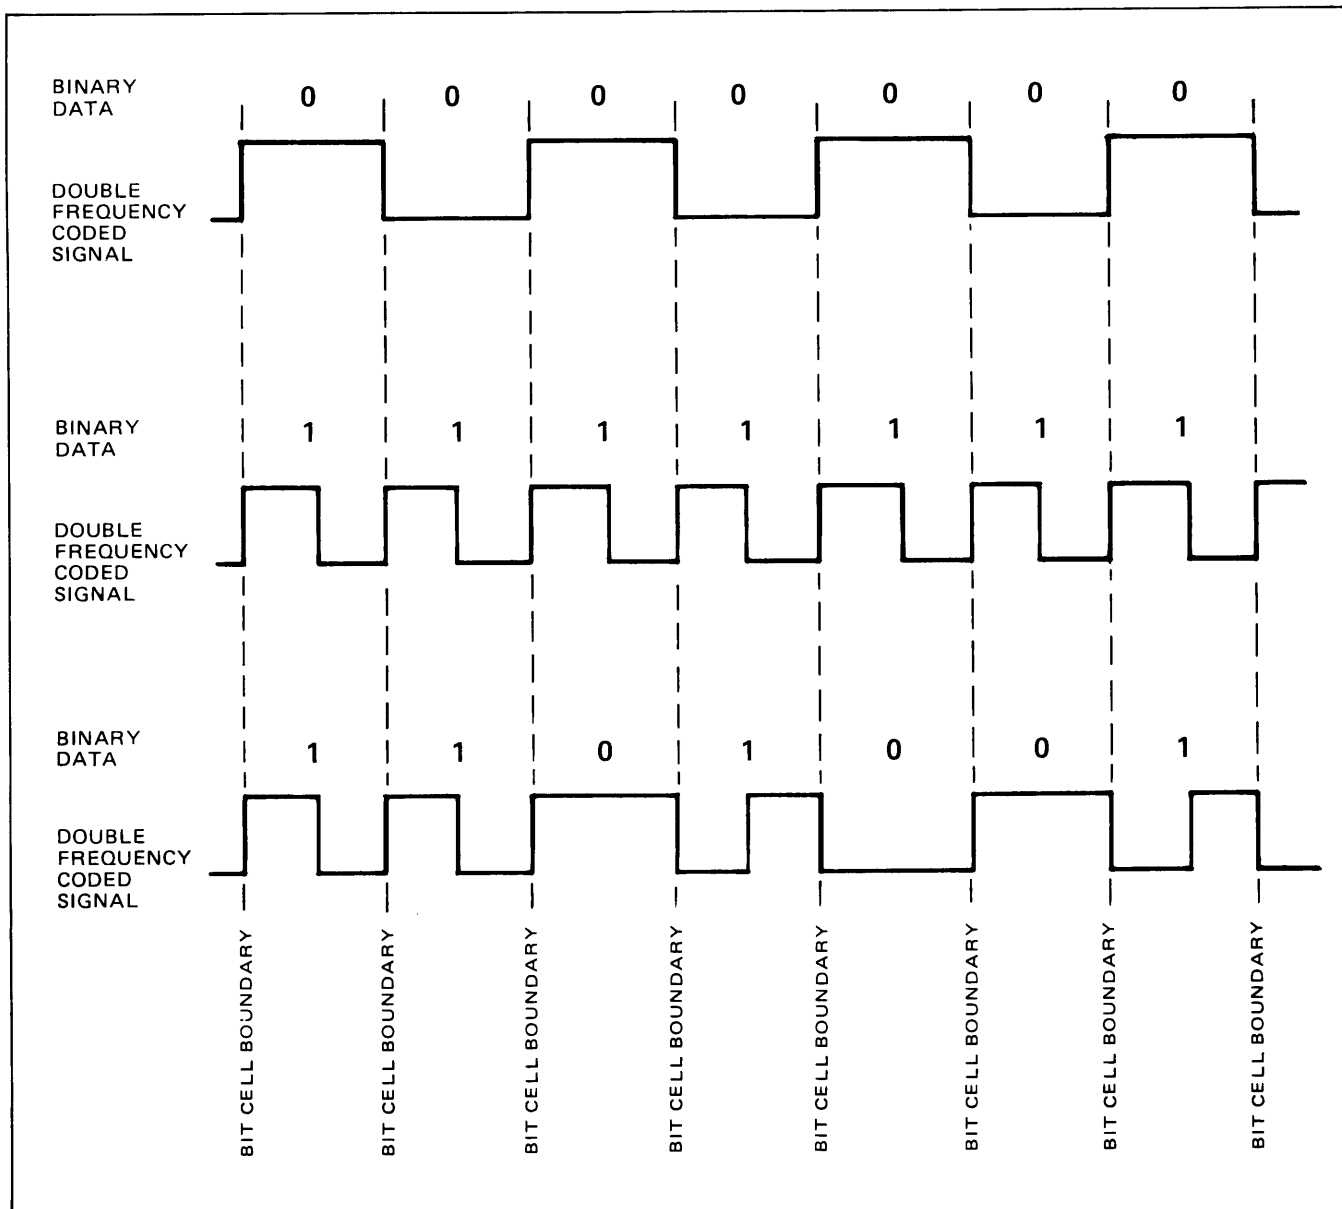 BINARY
DATA
0 0 0 0 0 0 0
DOUBLE
FREQUENCY
CODED
SIGNAL
BINARY
DATA
1 1 1 1 1 1 1
DOUBLE
FREQUENCY
CODED
SIGNAL
BINARY
DATA
1 1 0 1 0 0 1
DOUBLE
FREQUENCY
CODED
SIGNAL
BIT CELL BOUNDARY
BIT CELL BOUNDARY
BIT CELL BOUNDARY
BIT CELL BOUNDARY
BIT CELL BOUNDARY
BIT CELL BOUNDARY
BIT CELL BOUNDARY
BIT CELL BOUNDARY